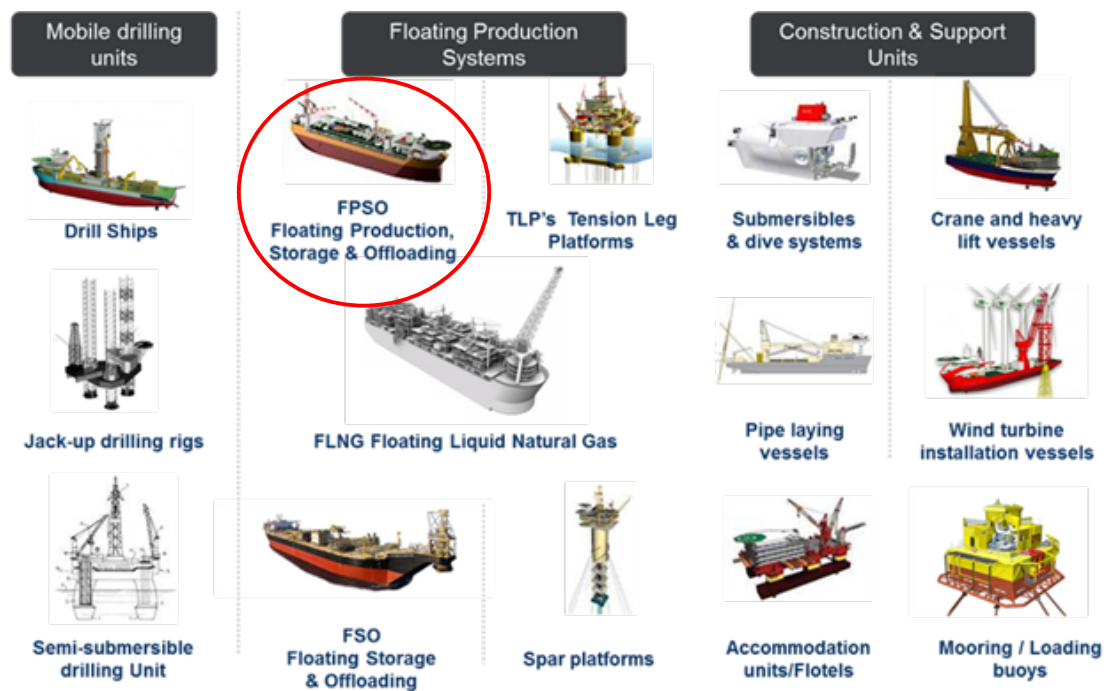 Mobile drilling
units
Floating Production
Systems
Construction & Support
Units
Drill Ships
FPSO
Floating Production,
Storage & Offloading
TLP's Tension Leg
Platforms
Submersibles
& dive systems
Crane and heavy
lift vessels
Jack-up drilling rigs
FLNG Floating Liquid Natural Gas
Pipe laying
vessels
Wind turbine
installation vessels
Semi-submersible
drilling Unit
FSO
Floating Storage
& Offloading
Spar platforms
Accommodation
units/Flotels
Mooring / Loading
buoys